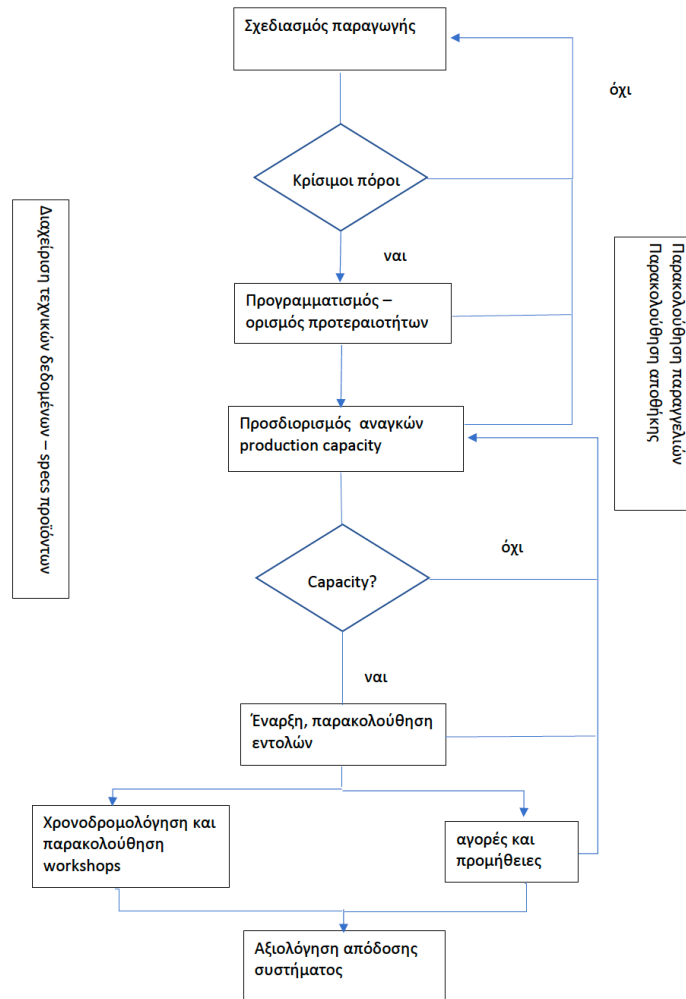 Σχεδιασμός παραγωγής
όχι
Κρίσιμοι πόροι
ναι
Διαχείριση τεχνικών δεδομένων – specs προϊόντων
Παρακολούθηση παραγγελιών
Παρακολούθηση αποθήκης
Προγραμματισμός –
ορισμός προτεραιοτήτων
Προσδιορισμός αναγκών
production capacity
όχι
Capacity?
ναι
Έναρξη, παρακολούθηση
εντολών
Χρονοδρομολόγηση και
παρακολούθηση
workshops
αγορές και
προμήθειες
Αξιολόγηση απόδοσης
συστήματος